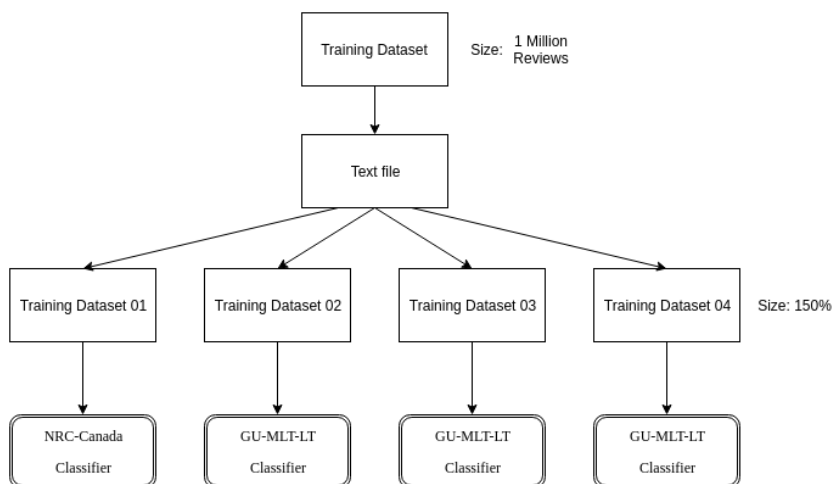 Training Dataset
Size: 1 Million
Reviews
Text file
Training Dataset 01
Training Dataset 02
Training Dataset 03
Training Dataset 04
Size: 150%
NRC-Canada
Classifier
GU-MLT-LT
Classifier
GU-MLT-LT
Classifier
GU-MLT-LT
Classifier